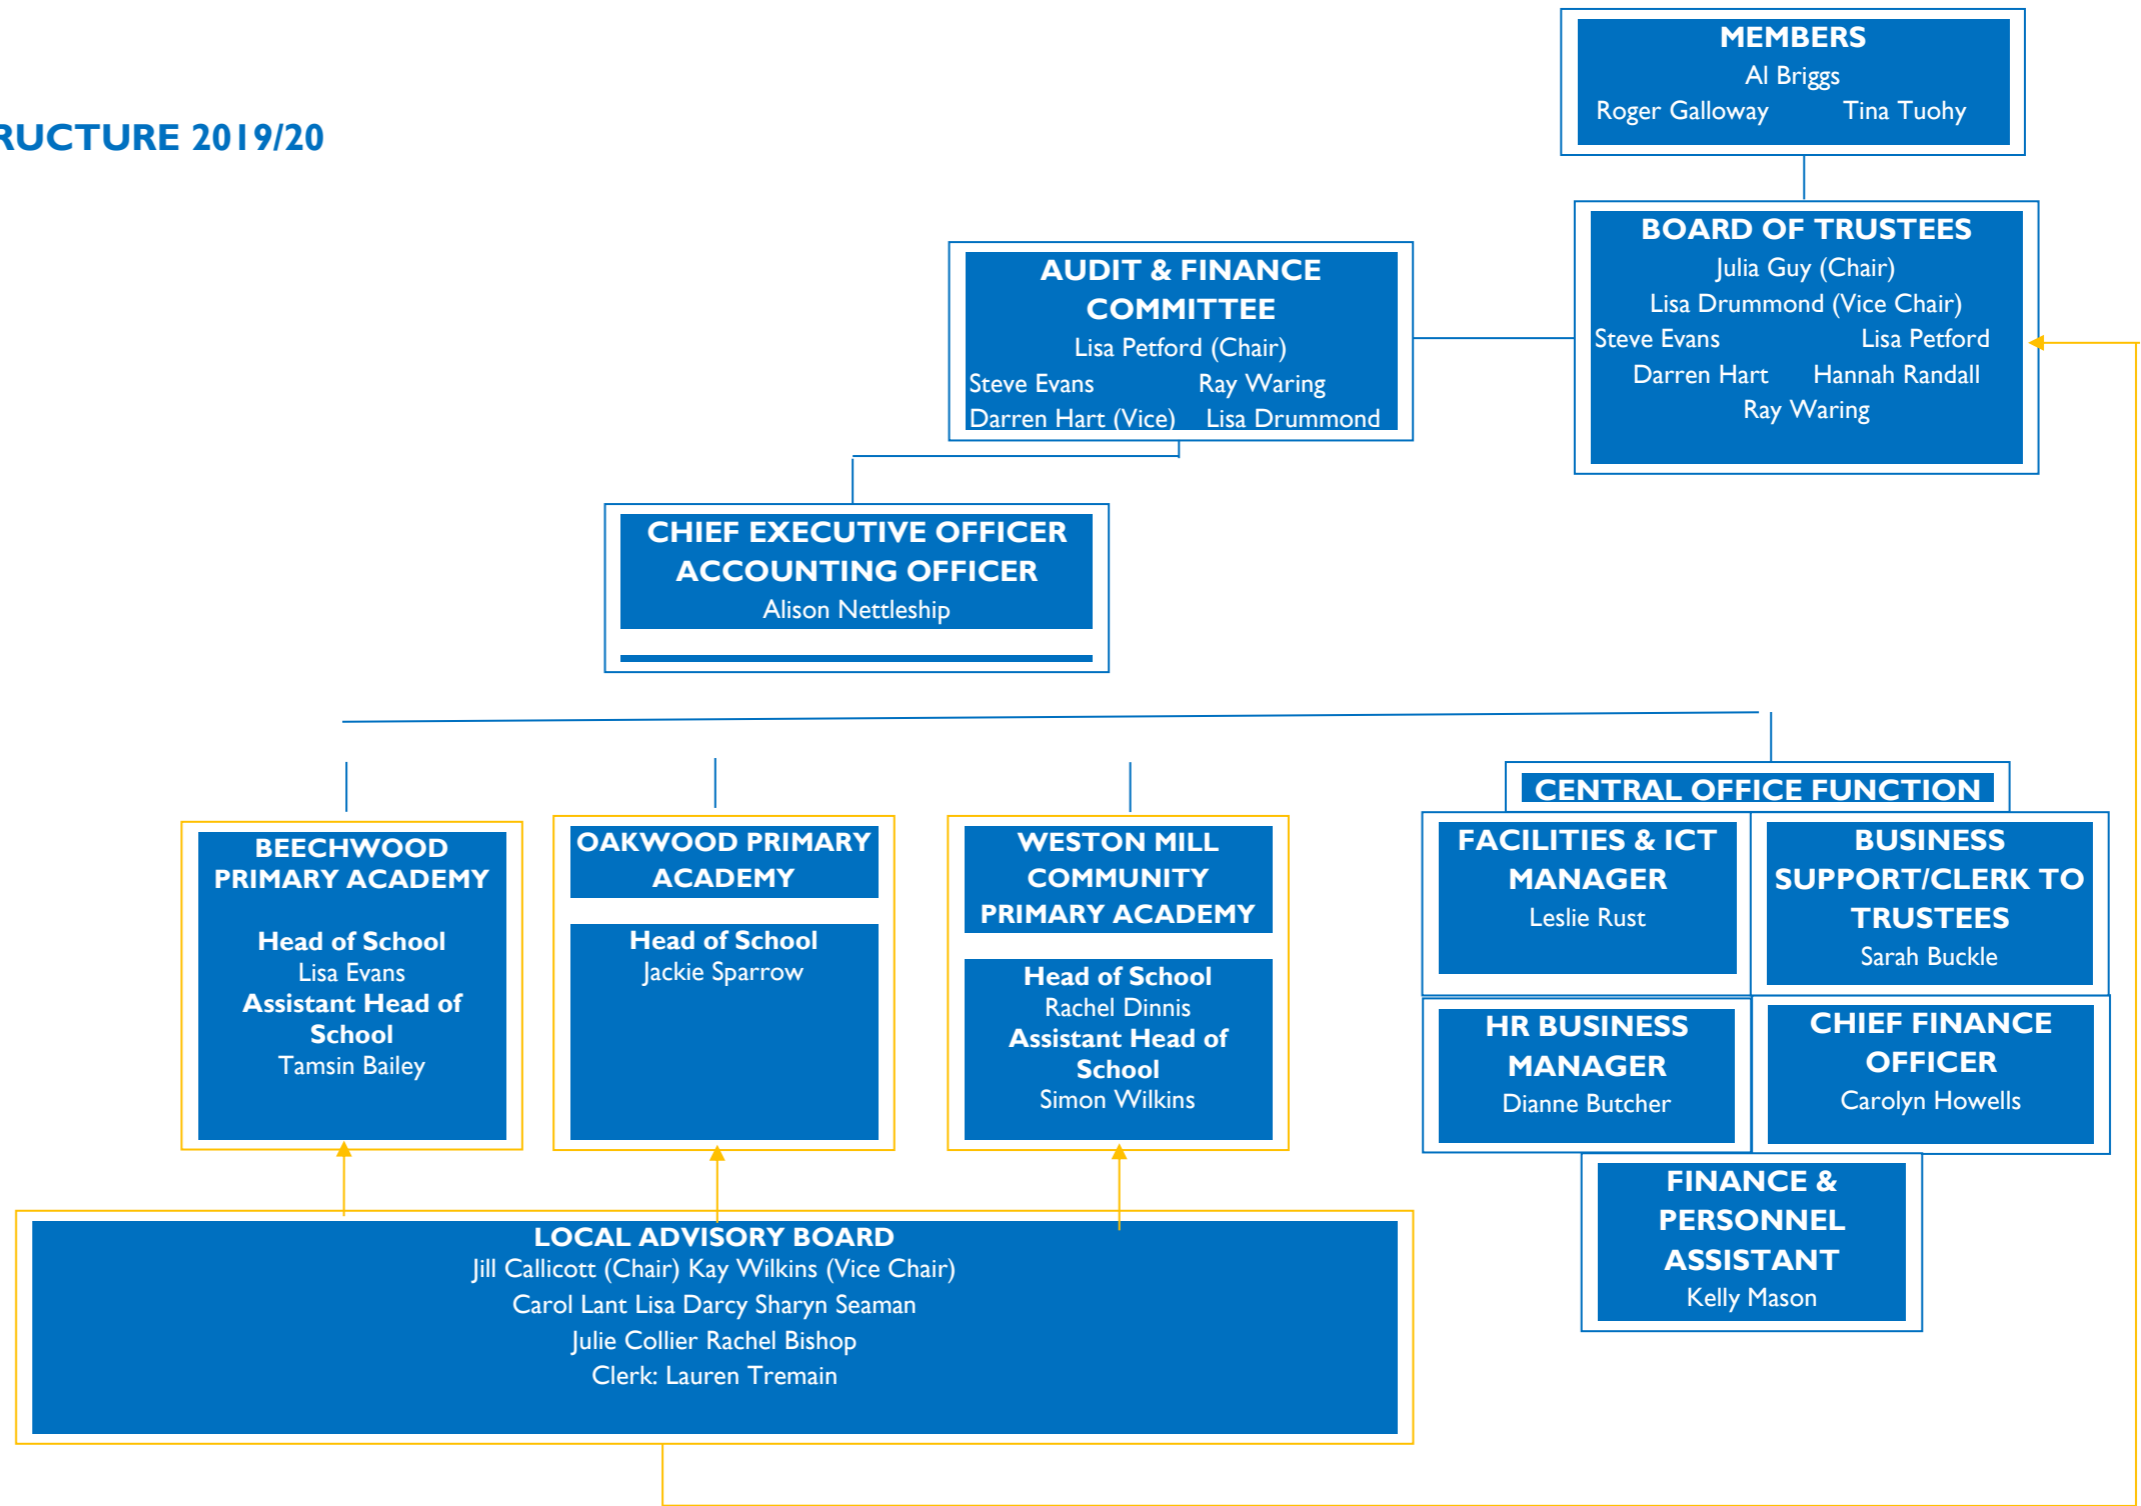 MEMBERS
Al Briggs
Roger Galloway Tina Tuohy
RUCTURE 2019/20
BOARD OF TRUSTEES
Julia Guy (Chair)
Lisa Drummond (Vice Chair)
Steve Evans Lisa Petford
Darren Hart Hannah Randall
Ray Waring
AUDIT & FINANCE
COMMITTEE
Lisa Petford (Chair)
Steve Evans Ray Waring
Darren Hart (Vice) Lisa Drummond
CHIEF EXECUTIVE OFFICER
ACCOUNTING OFFICER
Alison Nettleship
BEECHWOOD
PRIMARY ACADEMY
Head of School
Lisa Evans
Assistant Head of
School
Tamsin Bailey
OAKWOOD PRIMARY
ACADEMY
Head of School
Jackie Sparrow
WESTON MILL
COMMUNITY
PRIMARY ACADEMY
Head of School
Rachel Dinnis
Assistant Head of
School
Simon Wilkins
CENTRAL OFFICE FUNCTION
FACILITIES & ICT
MANAGER
Leslie Rust
BUSINESS
SUPPORT/CLERK TO
TRUSTEES
Sarah Buckle
HR BUSINESS
MANAGER
Dianne Butcher
CHIEF FINANCE
OFFICER
Carolyn Howells
FINANCE &
PERSONNEL
ASSISTANT
Kelly Mason
LOCAL ADVISORY BOARD
Jill Callicott (Chair) Kay Wilkins (Vice Chair)
Carol Lant Lisa Darcy Sharyn Seaman
Julie Collier Rachel Bishop
Clerk: Lauren Tremain